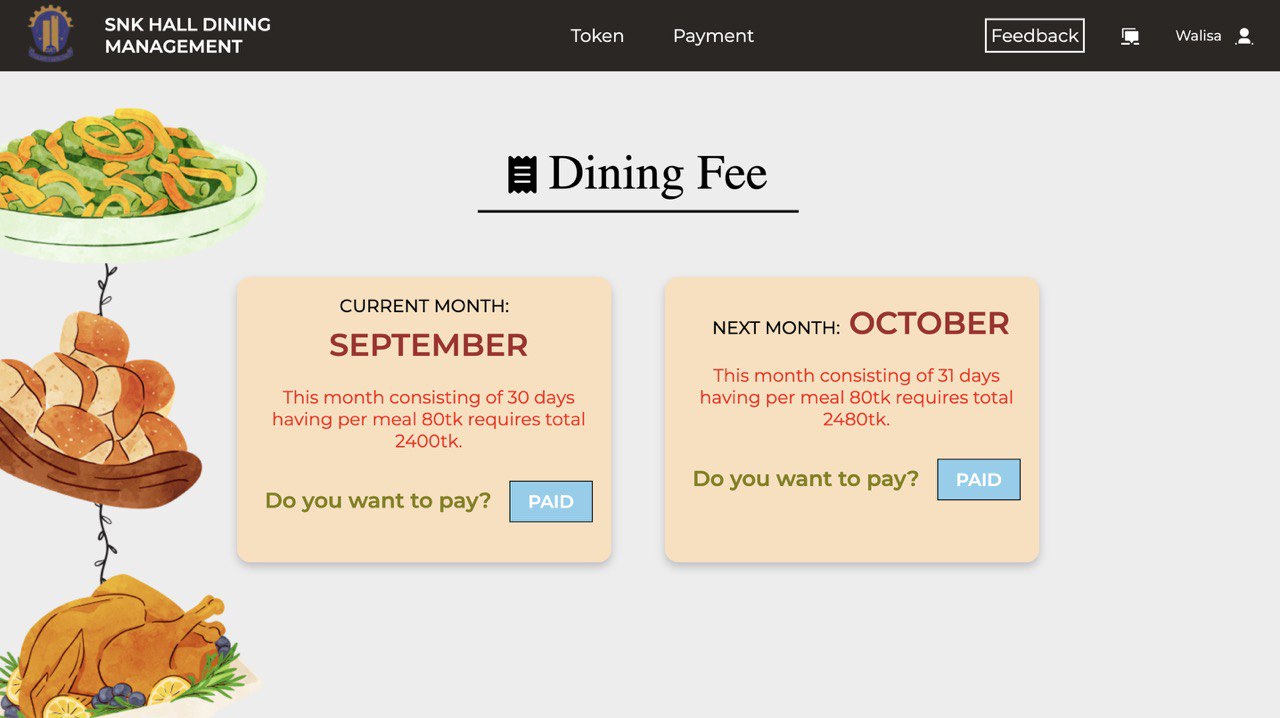 SNK HALL DINING
MANAGEMENT
Token
Payment
Feedback
Walisa
Dining Fee
CURRENT MONTH:
SEPTEMBER
This month consisting of 30 days
having per meal 80tk requires total
2400tk.
Do you want to pay?
PAID
NEXT MONTH: OCTOBER
This month consisting of 31 days
having per meal 80tk requires total
2480tk.
Do you want to pay?
PAID